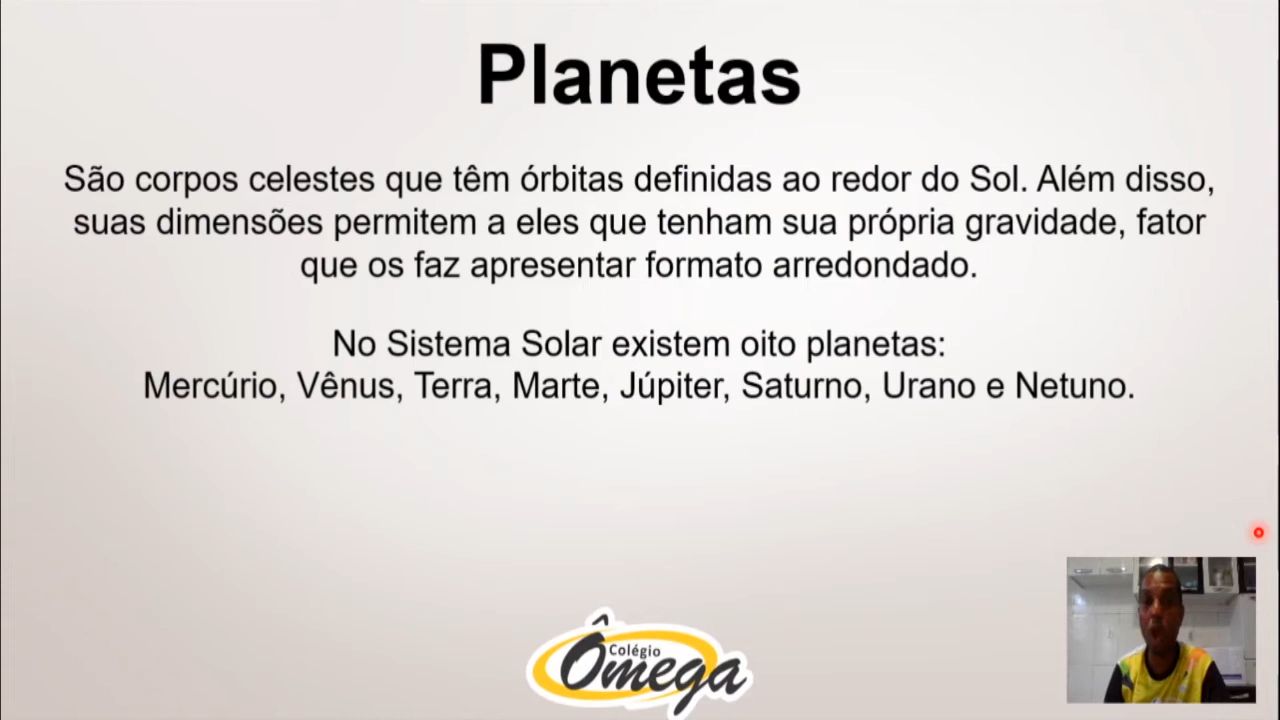 Planetas
São corpos celestes que têm órbitas definidas ao redor do Sol. Além disso,
suas dimensões permitem a eles que tenham sua própria gravidade, fator
que os faz apresentar formato arredondado.
No Sistema Solar existem oito planetas:
Mercúrio, Vênus, Terra, Marte, Júpiter, Saturno, Urano e Netuno.
Colégio
Ômega